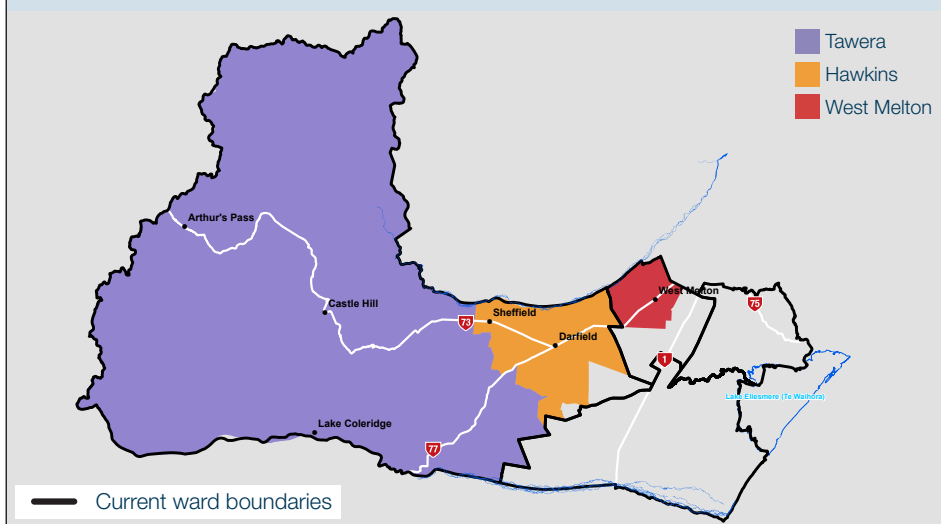 Tawera
Hawkins
West Melton
Arthur's Pass
Castle Hill
73
Sheffield
Darfield
West Melton
75
1
Lake Ellesmere (Te Waihora)
Lake Coleridge
77
Current ward boundaries